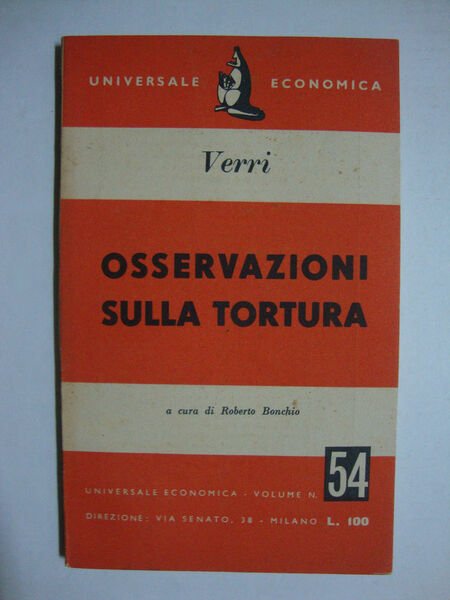 UNIVERSALE ECONOMICA
Verri
OSSERVAZIONI
SULLA TORTURA
a cura di Roberto Bonchio
UNIVERSALE ECONOMICA - VOLUME N. 54
DIREZIONE: VIA SENATO, 38 - MILANO L. 100